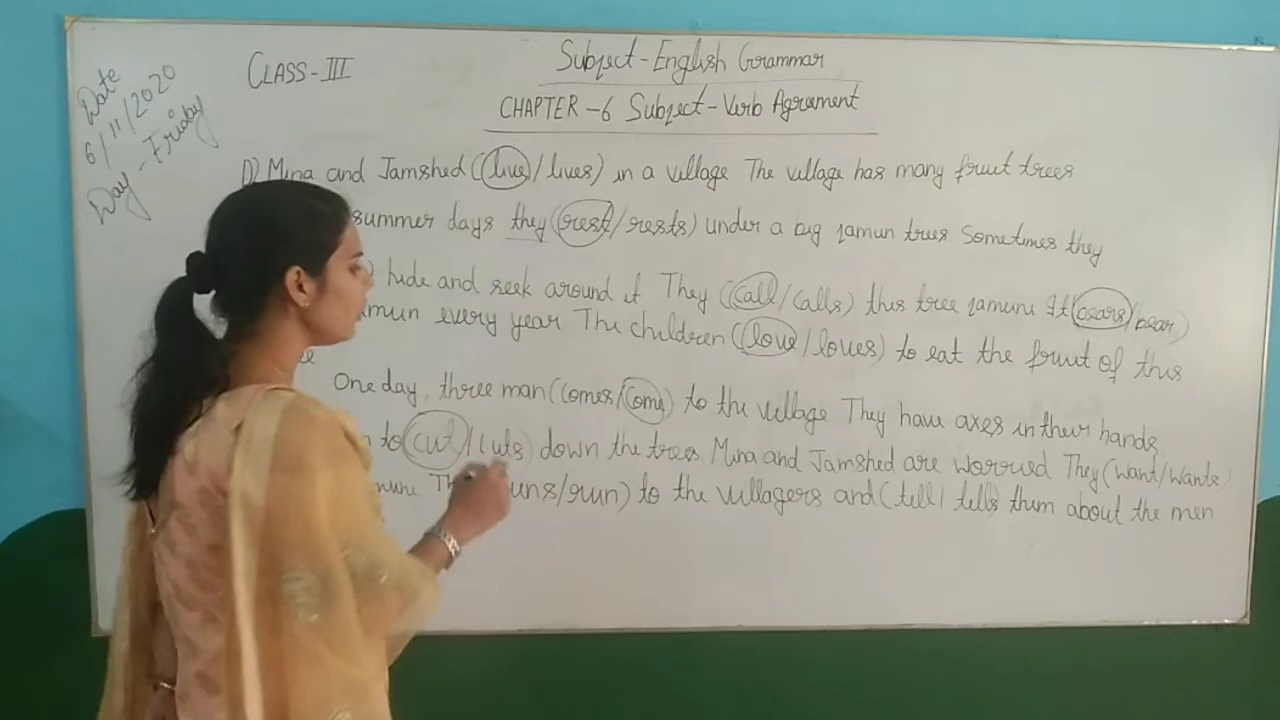 Date
6/11/2020
Day - Friday
CLASS-III
Subject-English Grammar
CHAPTER-6 Subject-Verb Agreement
D) Mina and Jamshed (live/lives) in a village The village has many fruit trees.
summer days they (rest/rests) under a big jamun trees Sometimes they
) hide and seek around it They (call/calls) this tree jamuni It (bears/bear)
every year The children (love/loves) to eat the fruit of this
One day, three man (comes/come) to the village They have axes in their hands
to (cut/cuts) down the trees Mina and Jamshed are worried They (want/wants)
/run) to the villagers and (tell/tells) them about the men